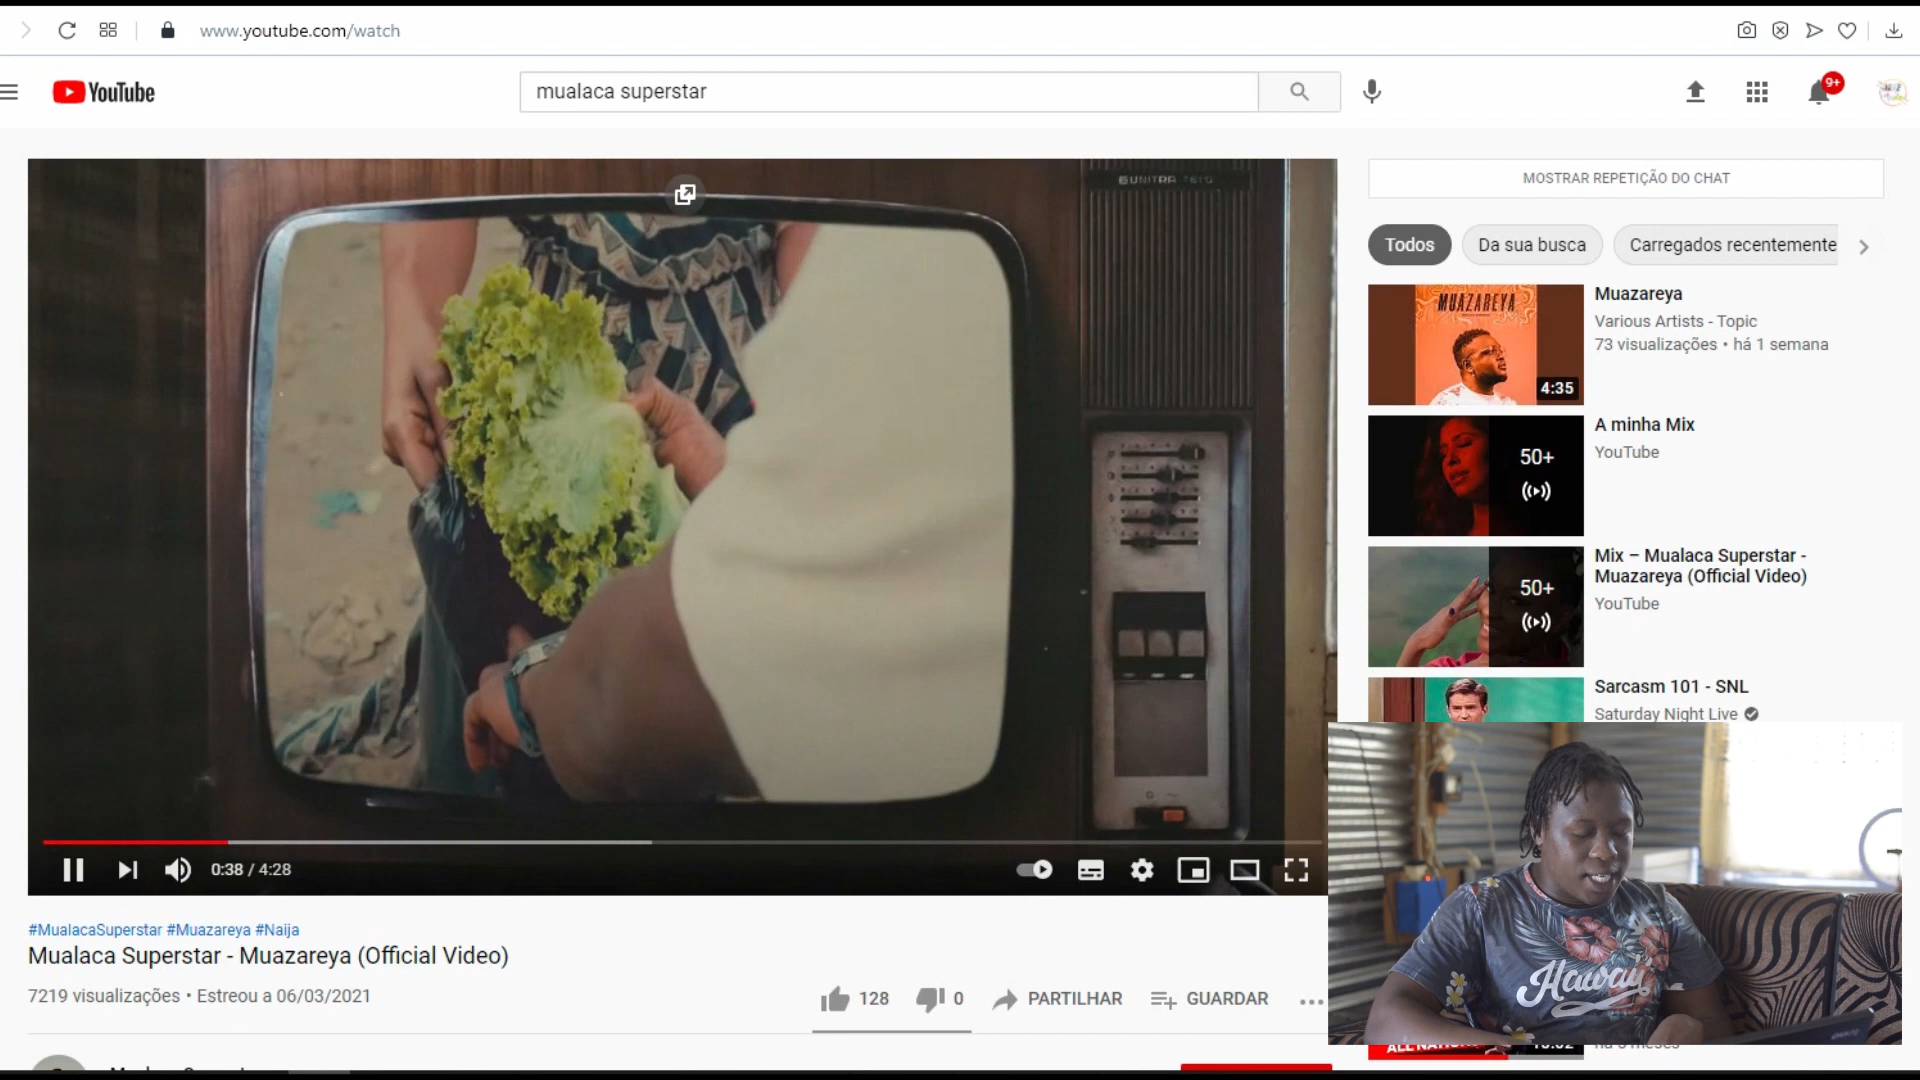 www.youtube.com/watch
YouTube
mualaca superstar
9+
UNITRA
MOSTRAR REPETIÇÃO DO CHAT
Todos
Da sua busca
Carregados recentemente
MUAZAREYA
4:35
Muazareya
Various Artists - Topic
73 visualizações • há 1 semana
50+
A minha Mix
YouTube
50+
Mix – Mualaca Superstar -
Muazareya (Official Video)
YouTube
Sarcasm 101 - SNL
Saturday Night Live
0:38 / 4:28
#MualacaSuperstar #Muazareya #Naija
Mualaca Superstar - Muazareya (Official Video)
7219 visualizações • Estreou a 06/03/2021
128
0
PARTILHAR
GUARDAR
Hawaii